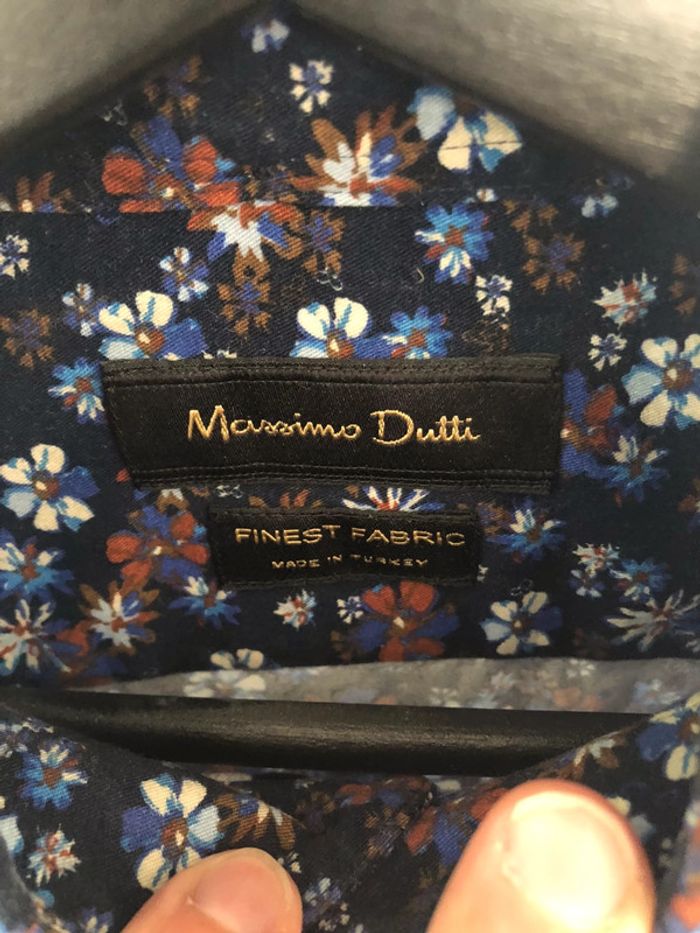 Massimo Dutti
FINEST FABRIC
MADE IN TURKEY